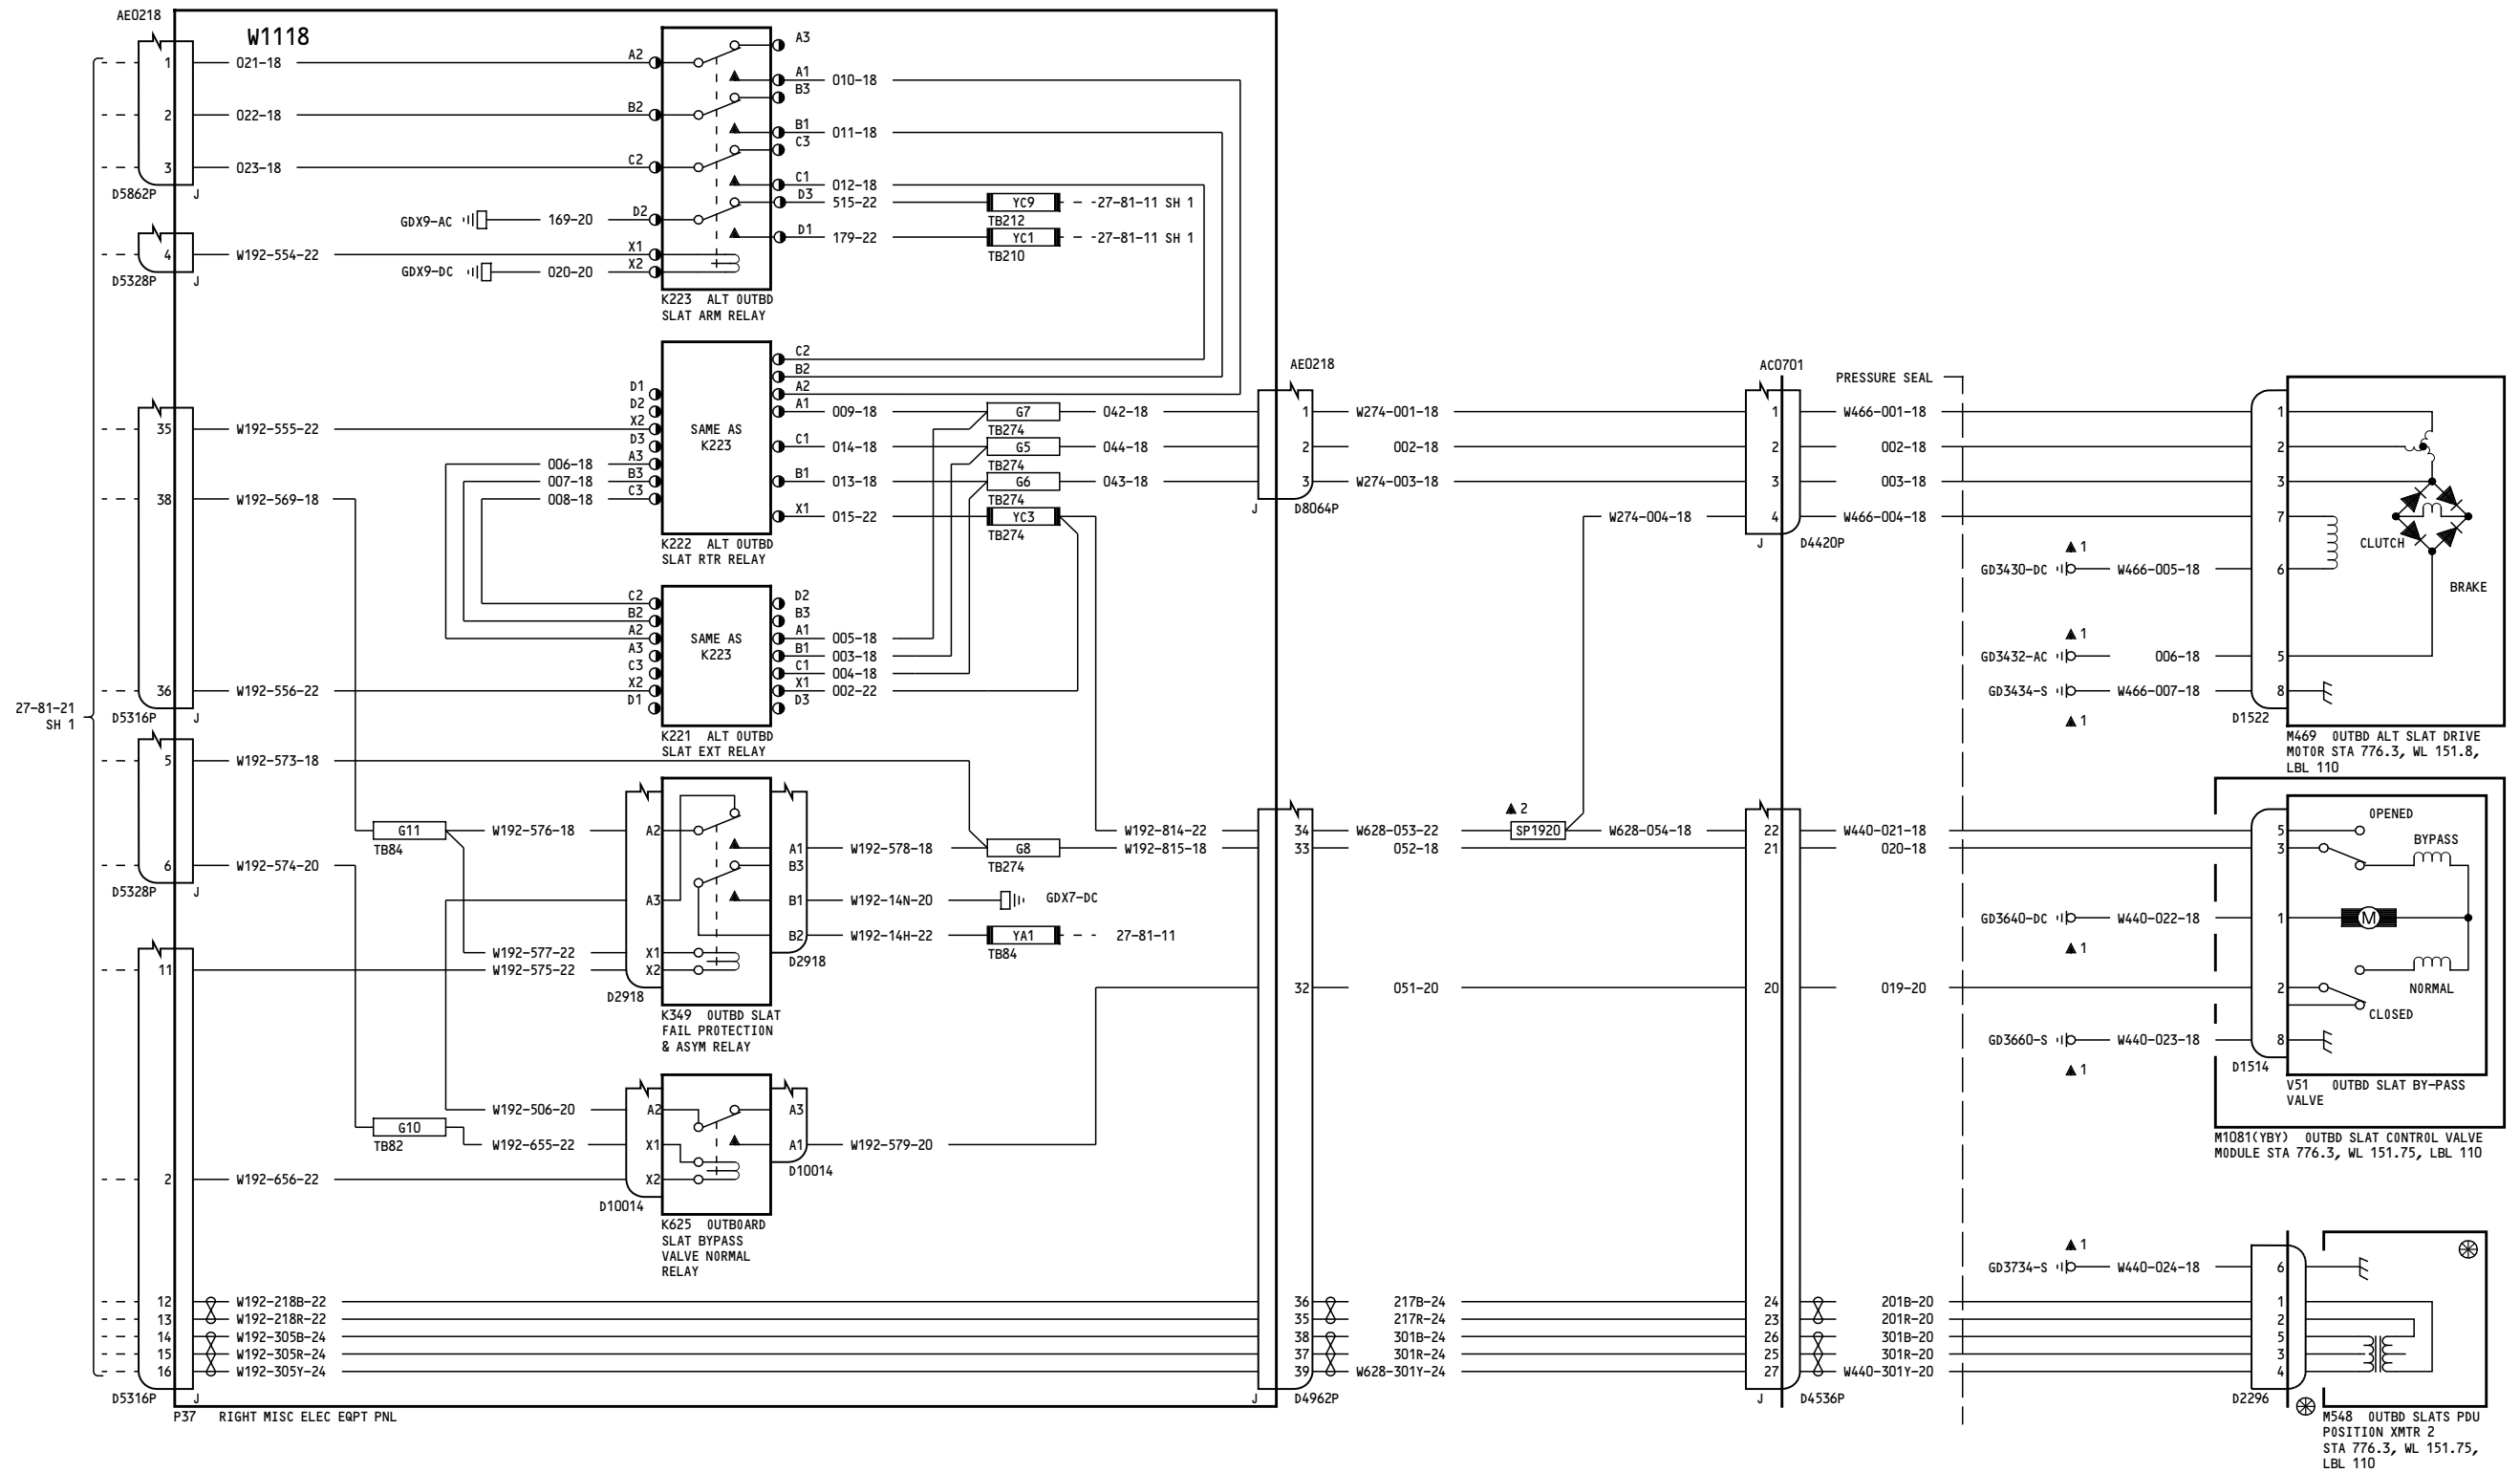 AE0218
W1118
1
021-18
A2
A3
A1
010-18
B3
2
022-18
B2
B1
011-18
C3
3
023-18
C2
C1
012-18
D5862P
J
D3
515-22
YC9
-27-81-11 SH 1
TB212
GDX9-AC
169-20
D2
D1
179-22
YC1
-27-81-11 SH 1
TB210
4
W192-554-22
X1
GDX9-DC
020-20
X2
D5328P
J
K223 ALT OUTBD
SLAT ARM RELAY
C2
B2
A2
D1
D2
X2
D3
A3
B3
C3
SAME AS
K223
A1
009-18
G7
TB274
042-18
C1
014-18
G5
TB274
044-18
B1
013-18
G6
TB274
043-18
X1
015-22
YC3
TB274
35
W192-555-22
38
W192-569-18
006-18
007-18
008-18
K222 ALT OUTBD
SLAT RTR RELAY
C2
B2
A2
A3
C3
X2
D1
SAME AS
K223
D2
B3
A1
005-18
B1
003-18
C1
004-18
X1
002-22
D3
36
W192-556-22
D5316P
J
K221 ALT OUTBD
SLAT EXT RELAY
27-81-21
SH 1
5
W192-573-18
G11
TB84
W192-576-18
A2
6
W192-574-20
D5328P
J
A3
W192-577-22
X1
11
W192-575-22
X2
D2918
A1
W192-578-18
G8
TB274
B3
B1
W192-14N-20
GDX7-DC
B2
W192-14H-22
YA1
TB84
27-81-11
D2918
K349 OUTBD SLAT
FAIL PROTECTION
& ASYM RELAY
W192-814-22
W192-815-18
W192-506-20
A2
G10
TB82
W192-655-22
X1
2
W192-656-22
X2
D10014
A3
A1
W192-579-20
D10014
K625 OUTBOARD
SLAT BYPASS
VALVE NORMAL
RELAY
12
W192-218B-22
13
W192-218R-22
14
W192-305B-24
15
W192-305R-24
16
W192-305Y-24
D5316P
J
P37 RIGHT MISC ELEC EQPT PNL
AE0218
1
W274-001-18
2
002-18
3
W274-003-18
J
D8064P
W274-004-18
34
W628-053-22
2
SP1920
W628-054-18
33
052-18
32
051-20
36
217B-24
35
217R-24
38
301B-24
37
301R-24
39
W628-301Y-24
J
D4962P
AC0701
PRESSURE SEAL
1
W466-001-18
2
002-18
3
003-18
4
W466-004-18
J
D4420P
1
GD3430-DC
W466-005-18
1
GD3432-AC
006-18
GD3434-S
W466-007-18
1
1
2
3
7
6
5
8
D1522
CLUTCH
BRAKE
M469 OUTBD ALT SLAT DRIVE
MOTOR STA 776.3, WL 151.8,
LBL 110
22
W440-021-18
21
020-18
GD3640-DC
W440-022-18
1
20
019-20
GD3660-S
W440-023-18
1
5
3
1
2
8
D1514
OPENED
BYPASS
M
NORMAL
CLOSED
V51 OUTBD SLAT BY-PASS
VALVE
M1081(YBY) OUTBD SLAT CONTROL VALVE
MODULE STA 776.3, WL 151.75, LBL 110
1
GD3734-S
W440-024-18
6
24
201B-20
1
23
201R-20
2
26
301B-20
5
25
301R-20
3
27
W440-301Y-20
4
J
D4536P
D2296
M548 OUTBD SLATS PDU
POSITION XMTR 2
STA 776.3, WL 151.75,
LBL 110